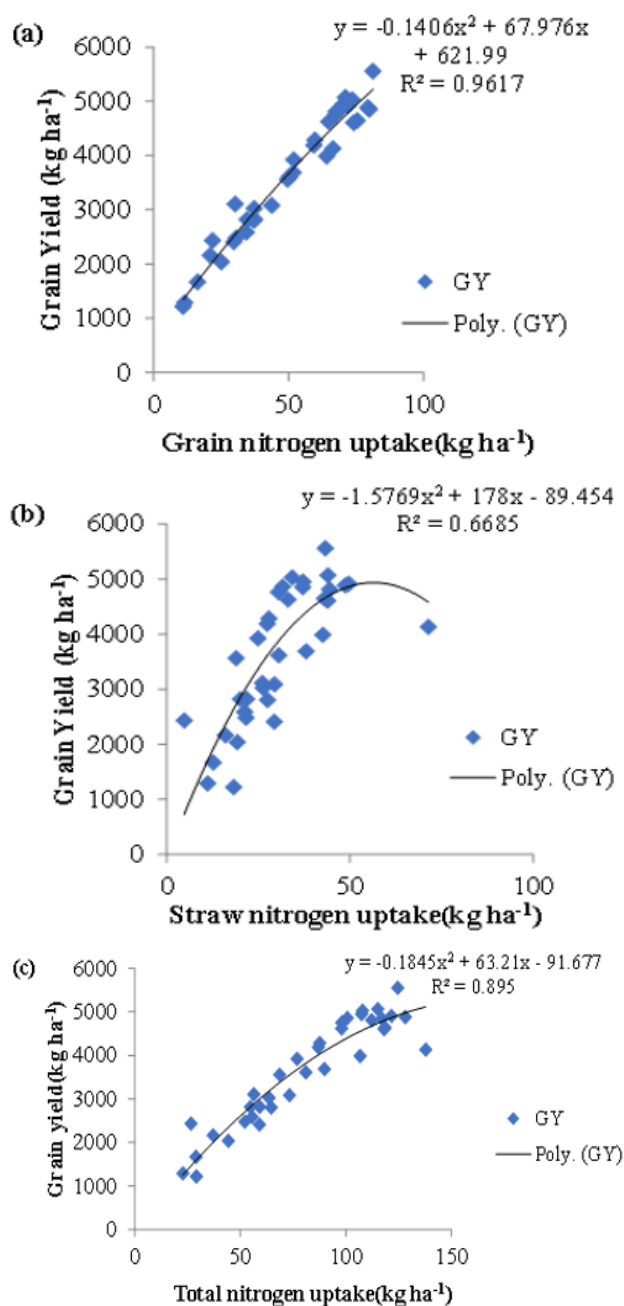 (a)
y = -0.1406x² + 67.976x
+ 621.99
R² = 0.9617
6000
5000
4000
3000
2000
1000
0
Grain Yield (kg ha⁻¹)
GY
Poly. (GY)
0 50 100
Grain nitrogen uptake(kg ha⁻¹)
(b)
y = -1.5769x² + 178x - 89.454
R² = 0.6685
6000
5000
4000
3000
2000
1000
0
Grain Yield (kg ha⁻¹)
GY
Poly. (GY)
0 50 100
Straw nitrogen uptake(kg ha⁻¹)
(c)
y = -0.1845x² + 63.21x - 91.677
R² = 0.895
6000
5000
4000
3000
2000
1000
0
Grain yield(kg ha⁻¹)
GY
Poly. (GY)
0 50 100 150
Total nitrogen uptake(kg ha⁻¹)